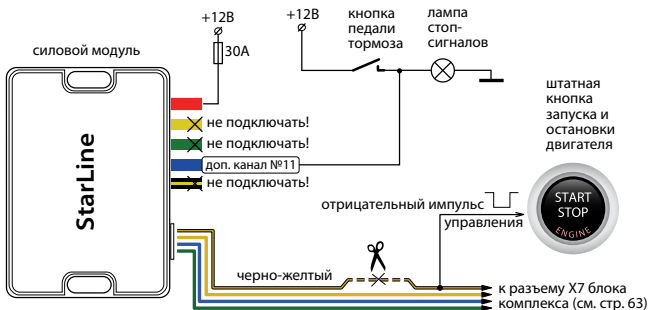 +12В
30А
силовой модуль
StarLine
+12В
кнопка
педали
тормоза
лампа
стоп-
сигналов
не подключать!
не подключать!
доп. канал №11
не подключать!
штатная
кнопка
запуска и
остановки
двигателя
START
STOP
ENGINE
отрицательный импульс
управления
черно-желтый
к разъему Х7 блока
комплекса (см. стр. 63)